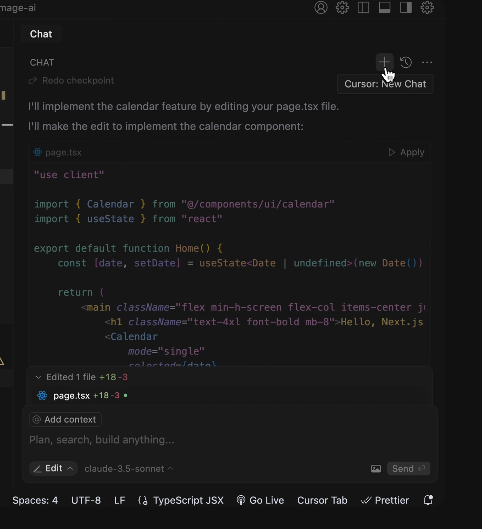 mage-ai
Chat
CHAT
Redo checkpoint
Cursor: New Chat
I'll implement the calendar feature by editing your page.tsx file.
I'll make the edit to implement the calendar component:
page.tsx
Apply
"use client"
import { Calendar } from "@/components/ui/calendar"
import { useState } from "react"
export default function Home() {
const [date, setDate] = useState<Date | undefined>(new Date())
return (
<main className="flex min-h-screen flex-col items-center ju
<h1 className="text-4xl font-bold mb-8">Hello, Next.js
<Calendar
mode="single"
selected={date}
Edited 1 file +18 -3
page.tsx +18 -3
@ Add context
Plan, search, build anything...
Edit claude-3.5-sonnet Send
Spaces: 4 UTF-8 LF {} TypeScript JSX Go Live Cursor Tab Prettier